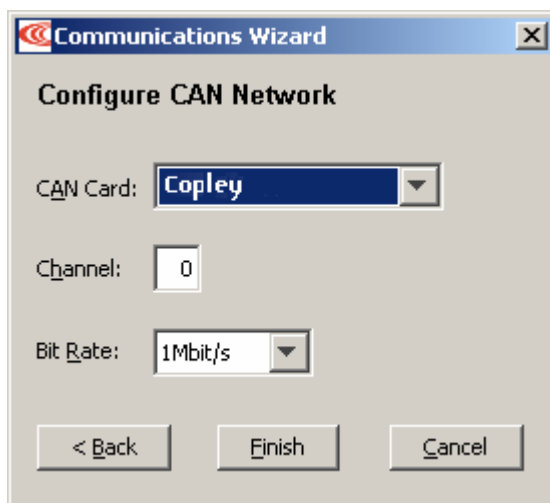 Communications Wizard
Configure CAN Network
CAN Card: Copley
Channel: 0
Bit Rate: 1Mbit/s
< Back Finish Cancel